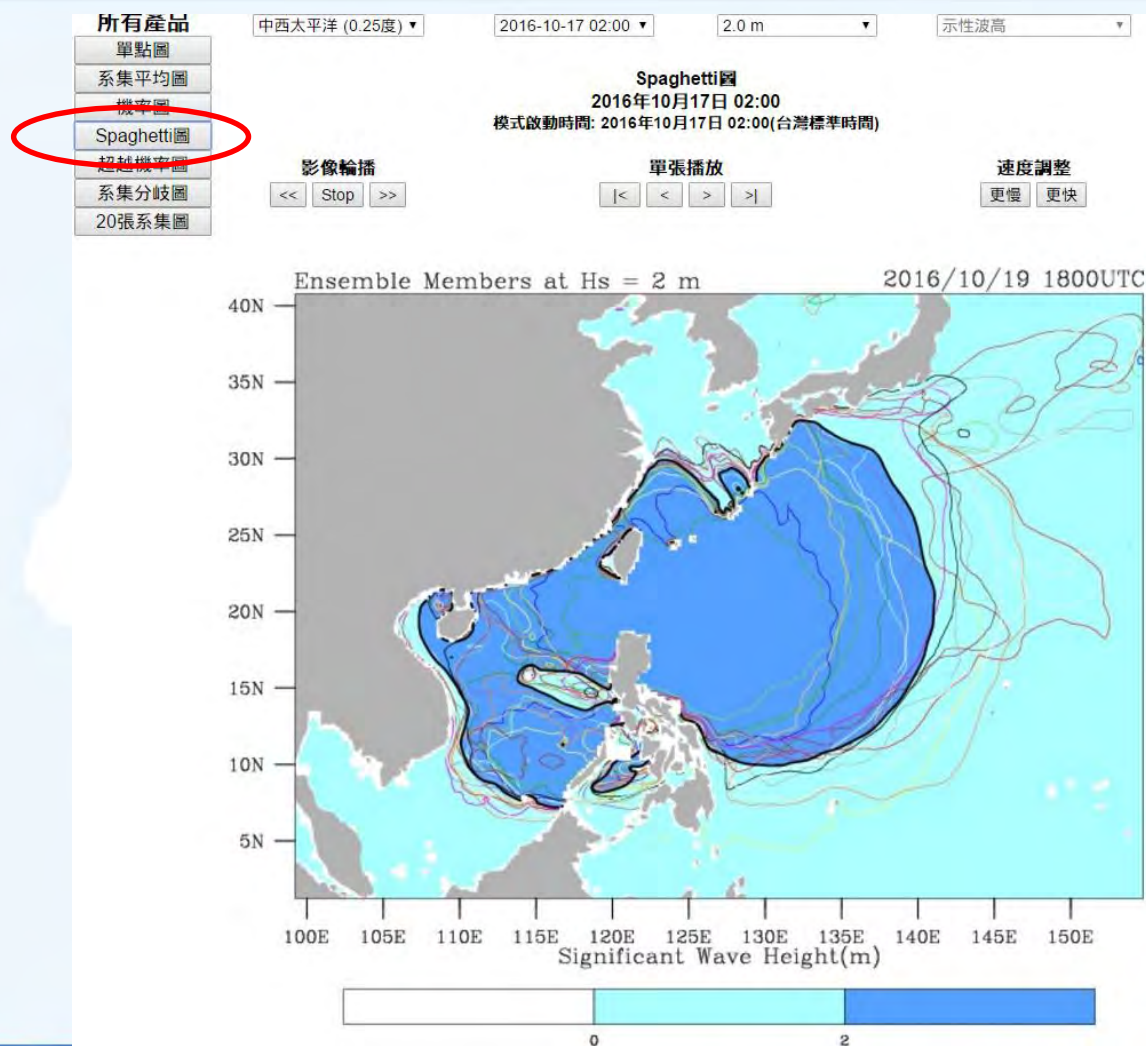 所有產品
單點圖
系集平均圖
機率圖
Spaghetti圖
超越機率圖
系集分歧圖
20張系集圖
中西太平洋 (0.25度)
2016-10-17 02:00
2.0 m
示性波高
Spaghetti圖
2016年10月17日 02:00
模式啟動時間: 2016年10月17日 02:00(台灣標準時間)
影像輪播
單張播放
速度調整
<< Stop >>
|< < > >|
更慢 更快
Ensemble Members at Hs = 2 m
2016/10/19 1800UTC
40N
35N
30N
25N
20N
15N
10N
5N
100E 105E 110E 115E 120E 125E 130E 135E 140E 145E 150E
Significant Wave Height(m)
0 2